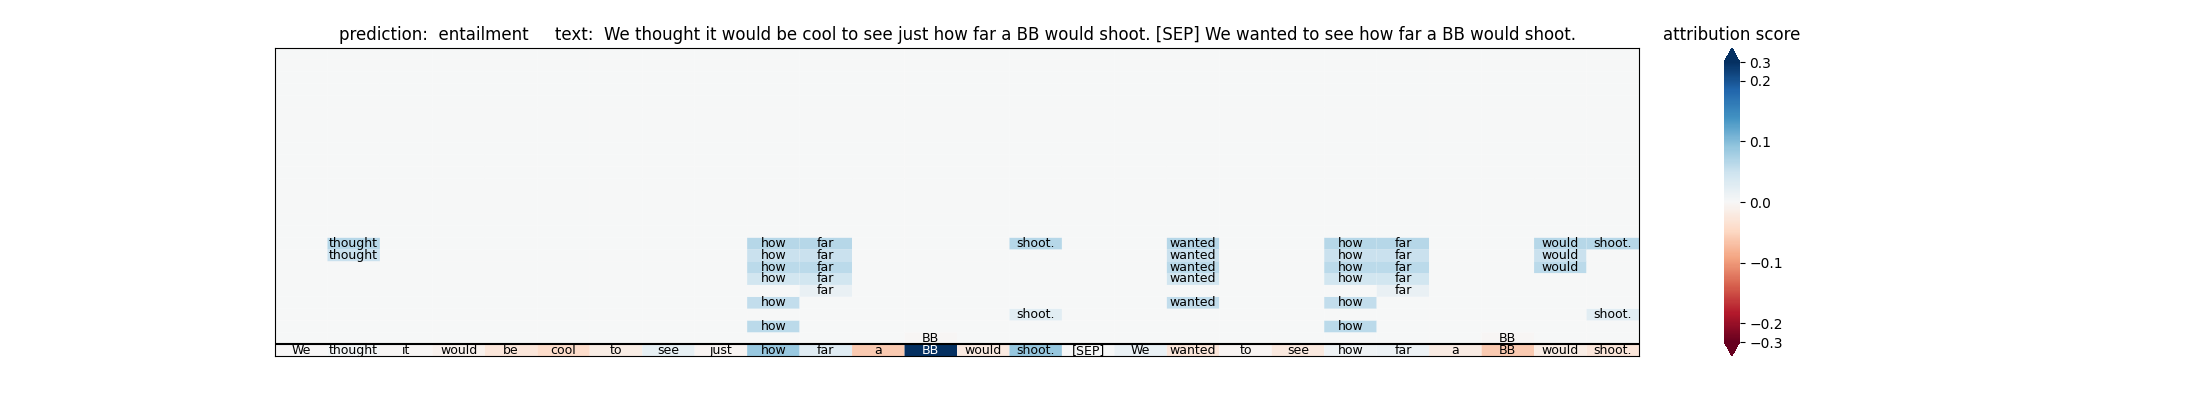 prediction:  entailment     text:  We thought it would be cool to see just how far a BB would shoot. [SEP] We wanted to see how far a BB would shoot.
attribution score
0.3
0.2
0.1
0.0
−0.1
−0.2
−0.3
thought how far shoot. wanted how far would shoot.
thought how far wanted how far would
how far wanted how far would
how far wanted how far
far far
how wanted how
shoot. shoot.
how how
BB BB
We thought it would be cool to see just how far a BB would shoot. [SEP] We wanted to see how far a BB would shoot.